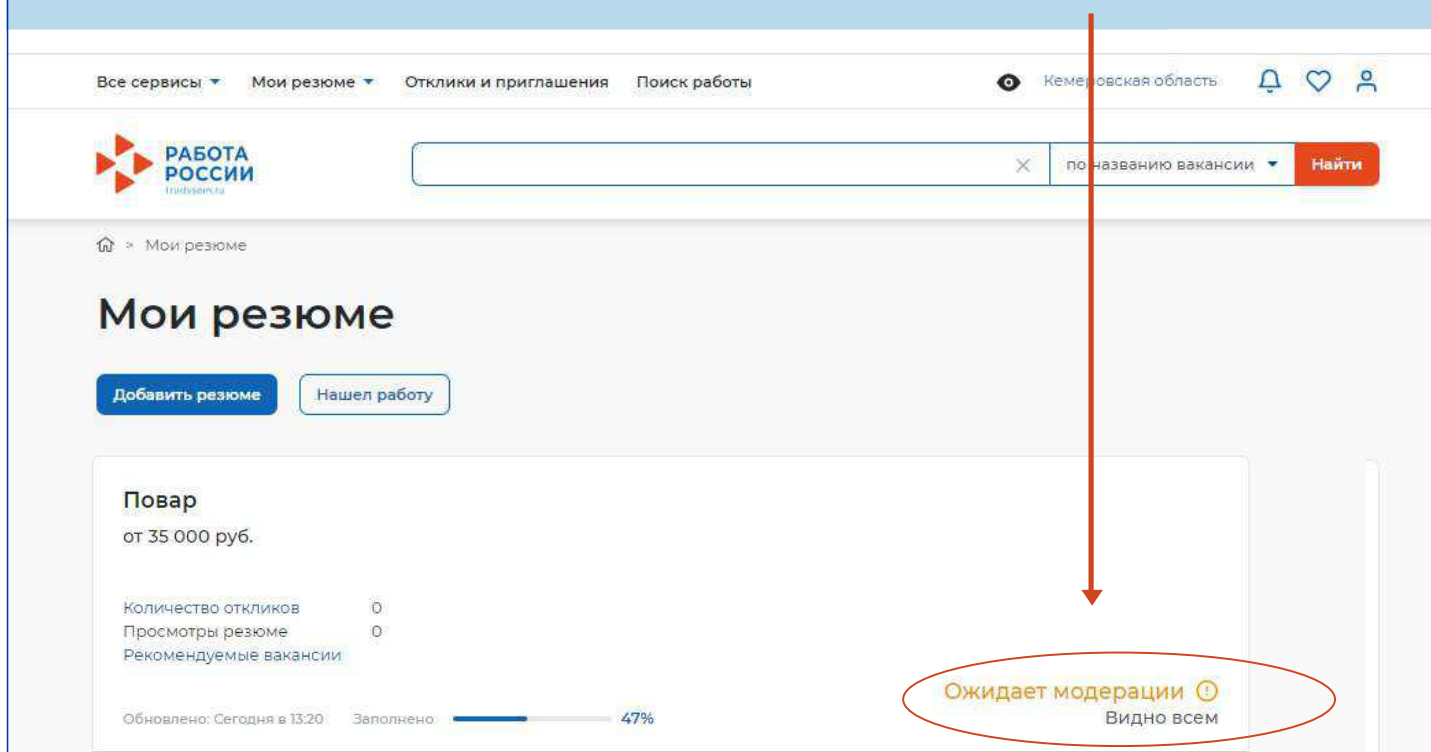 Все сервисы Мои резюме Отклики и приглашения Поиск работы Кемеровская область
РАБОТА
РОССИИ
trudvsem.ru
по названию вакансии Найти
> Мои резюме
Мои резюме
Добавить резюме Нашел работу
Повар
от 35 000 руб.
Количество откликов 0
Просмотры резюме 0
Рекомендуемые вакансии
Ожидает модерации
Обновлено: Сегодня в 13:20 Заполнено 47% Видно всем